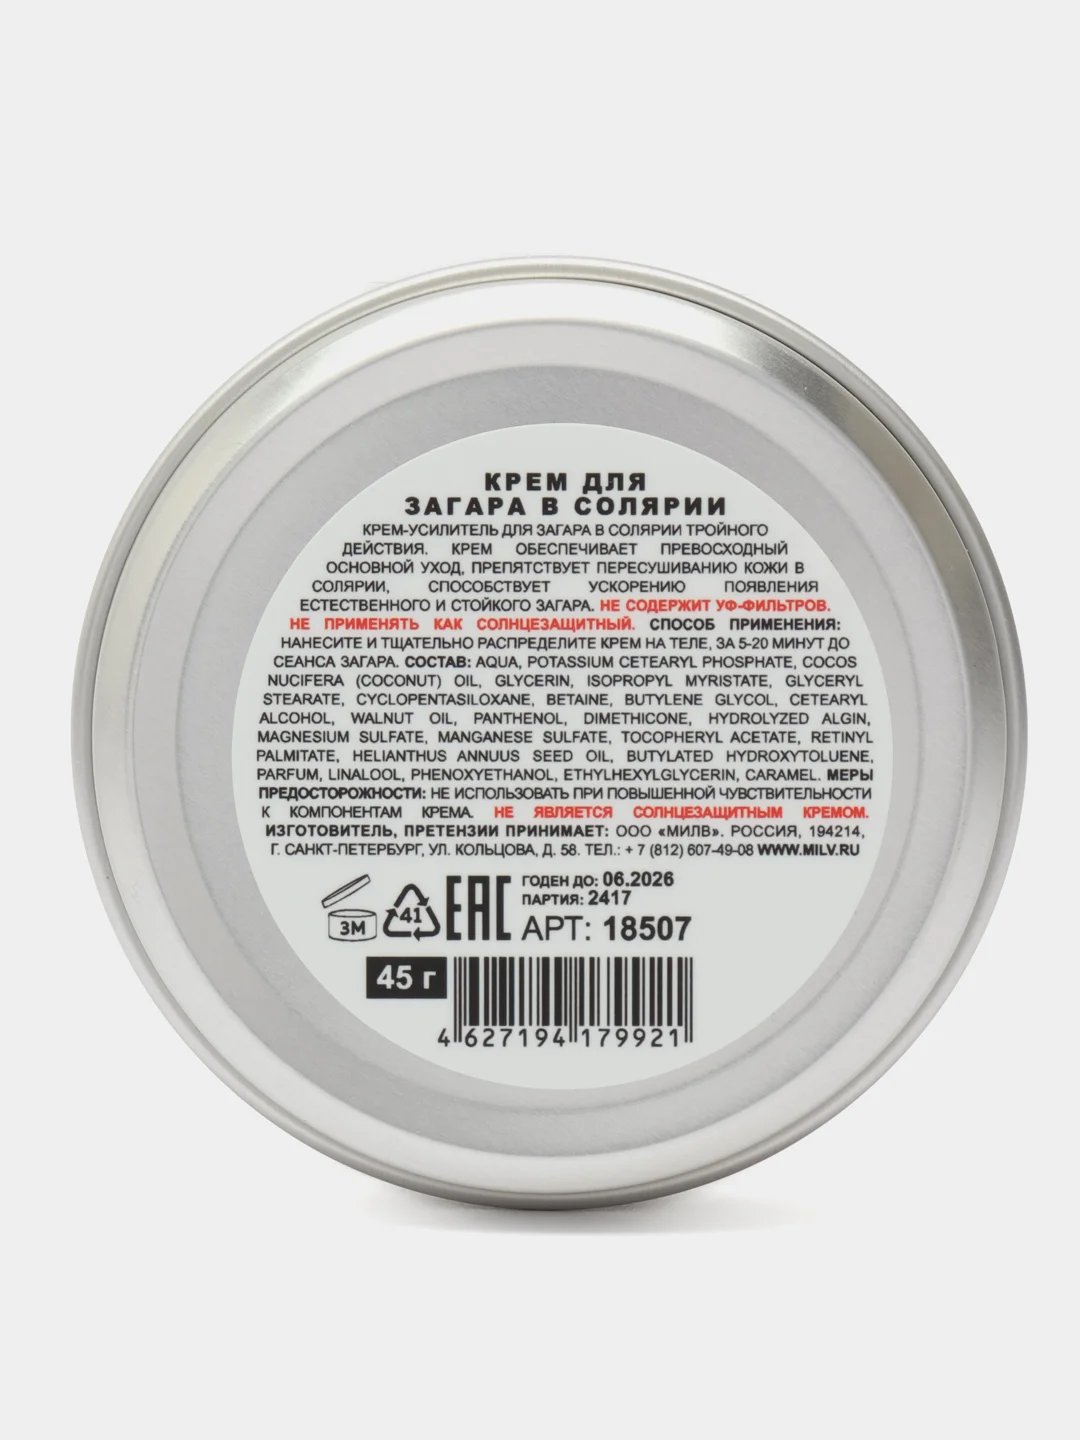 КРЕМ ДЛЯ
ЗАГАРА В СОЛЯРИИ
КРЕМ-УСИЛИТЕЛЬ ДЛЯ ЗАГАРА В СОЛЯРИИ ТРОЙНОГО
ДЕЙСТВИЯ. КРЕМ ОБЕСПЕЧИВАЕТ ПРЕВОСХОДНЫЙ
ОСНОВНОЙ УХОД, ПРЕПЯТСТВУЕТ ПЕРЕСУШИВАНИЮ КОЖИ В
СОЛЯРИИ, СПОСОБСТВУЕТ УСКОРЕНИЮ ПОЯВЛЕНИЯ
ЕСТЕСТВЕННОГО И СТОЙКОГО ЗАГАРА. НЕ СОДЕРЖИТ УФ-ФИЛЬТРОВ.
НЕ ПРИМЕНЯТЬ КАК СОЛНЦЕЗАЩИТНЫЙ. СПОСОБ ПРИМЕНЕНИЯ:
НАНЕСИТЕ И ТЩАТЕЛЬНО РАСПРЕДЕЛИТЕ КРЕМ НА ТЕЛЕ, ЗА 5-20 МИНУТ ДО
СЕАНСА ЗАГАРА. СОСТАВ: AQUA, POTASSIUM CETEARYL PHOSPHATE, COCOS
NUCIFERA (COCONUT) OIL, GLYCERIN, ISOPROPYL MYRISTATE, GLYCERYL
STEARATE, CYCLOPENTASILOXANE, BETAINE, BUTYLENE GLYCOL, CETEARYL
ALCOHOL, WALNUT OIL, PANTHENOL, DIMETHICONE, HYDROLYZED ALGIN,
MAGNESIUM SULFATE, MANGANESE SULFATE, TOCOPHERYL ACETATE, RETINYL
PALMITATE, HELIANTHUS ANNUUS SEED OIL, BUTYLATED HYDROXYTOLUENE,
PARFUM, LINALOOL, PHENOXYETHANOL, ETHYLHEXYLGLYCERIN, CARAMEL. МЕРЫ
ПРЕДОСТОРОЖНОСТИ: НЕ ИСПОЛЬЗОВАТЬ ПРИ ПОВЫШЕННОЙ ЧУВСТВИТЕЛЬНОСТИ
К КОМПОНЕНТАМ КРЕМА. НЕ ЯВЛЯЕТСЯ СОЛНЦЕЗАЩИТНЫМ КРЕМОМ.
ИЗГОТОВИТЕЛЬ, ПРЕТЕНЗИИ ПРИНИМАЕТ: ООО «МИЛВ». РОССИЯ, 194214,
Г. САНКТ-ПЕТЕРБУРГ, УЛ. КОЛЬЦОВА, Д. 58. ТЕЛ.: + 7 (812) 607-49-08 WWW.MILV.RU
3М 41 ЕАС
ГОДЕН ДО: 06.2026
ПАРТИЯ: 2417
АРТ: 18507
45 г
4 627194 179921